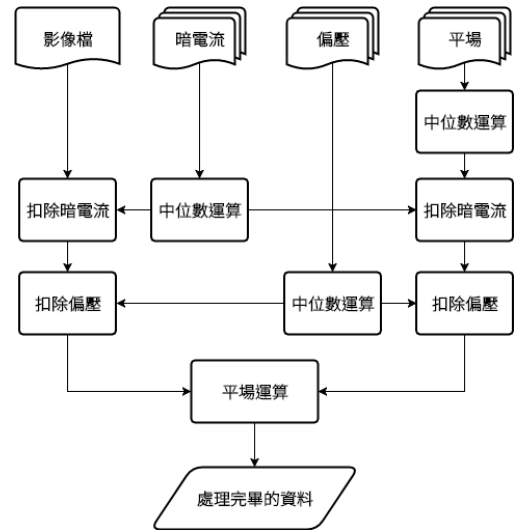 影像檔
暗電流
偏壓
平場
中位數運算
扣除暗電流
中位數運算
扣除暗電流
扣除偏壓
中位數運算
扣除偏壓
平場運算
處理完畢的資料